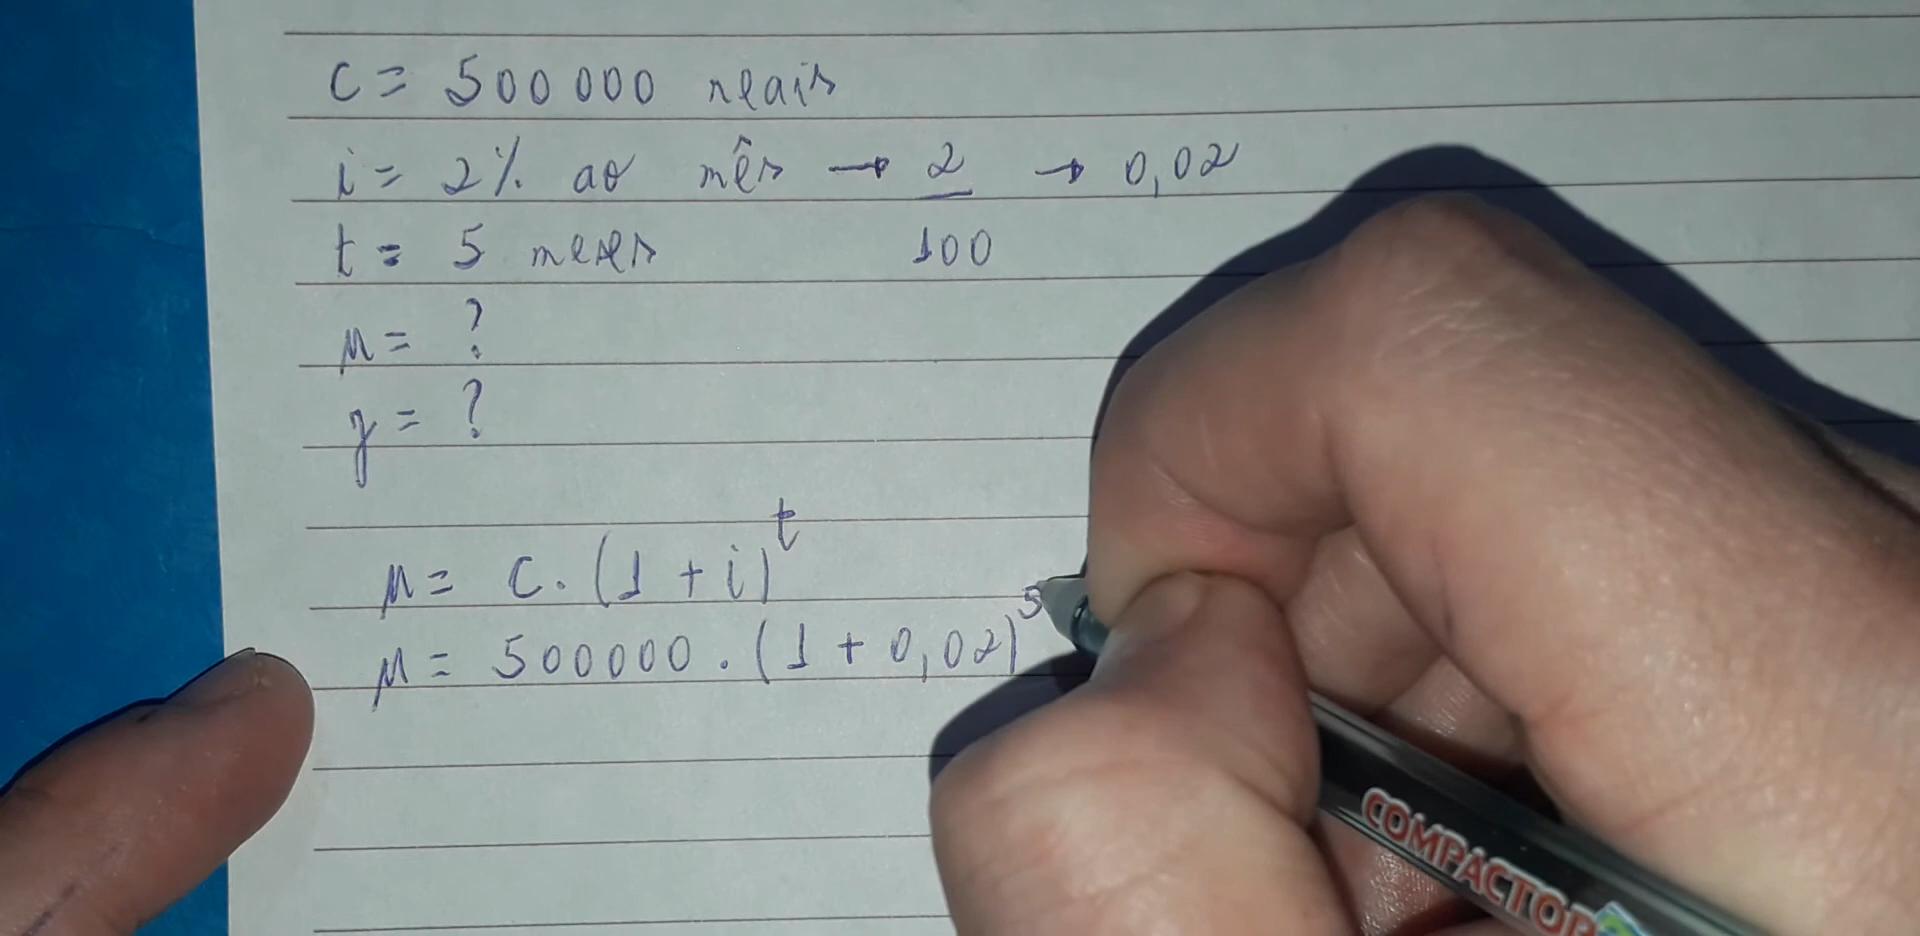 C = 500 000 reais
i = 2% ao mês → 2 → 0,02
t = 5 meses 100
M = ?
j = ?
M = C. (1 + i)^t
M = 500000 . (1 + 0,02)^5
COMPACTOR